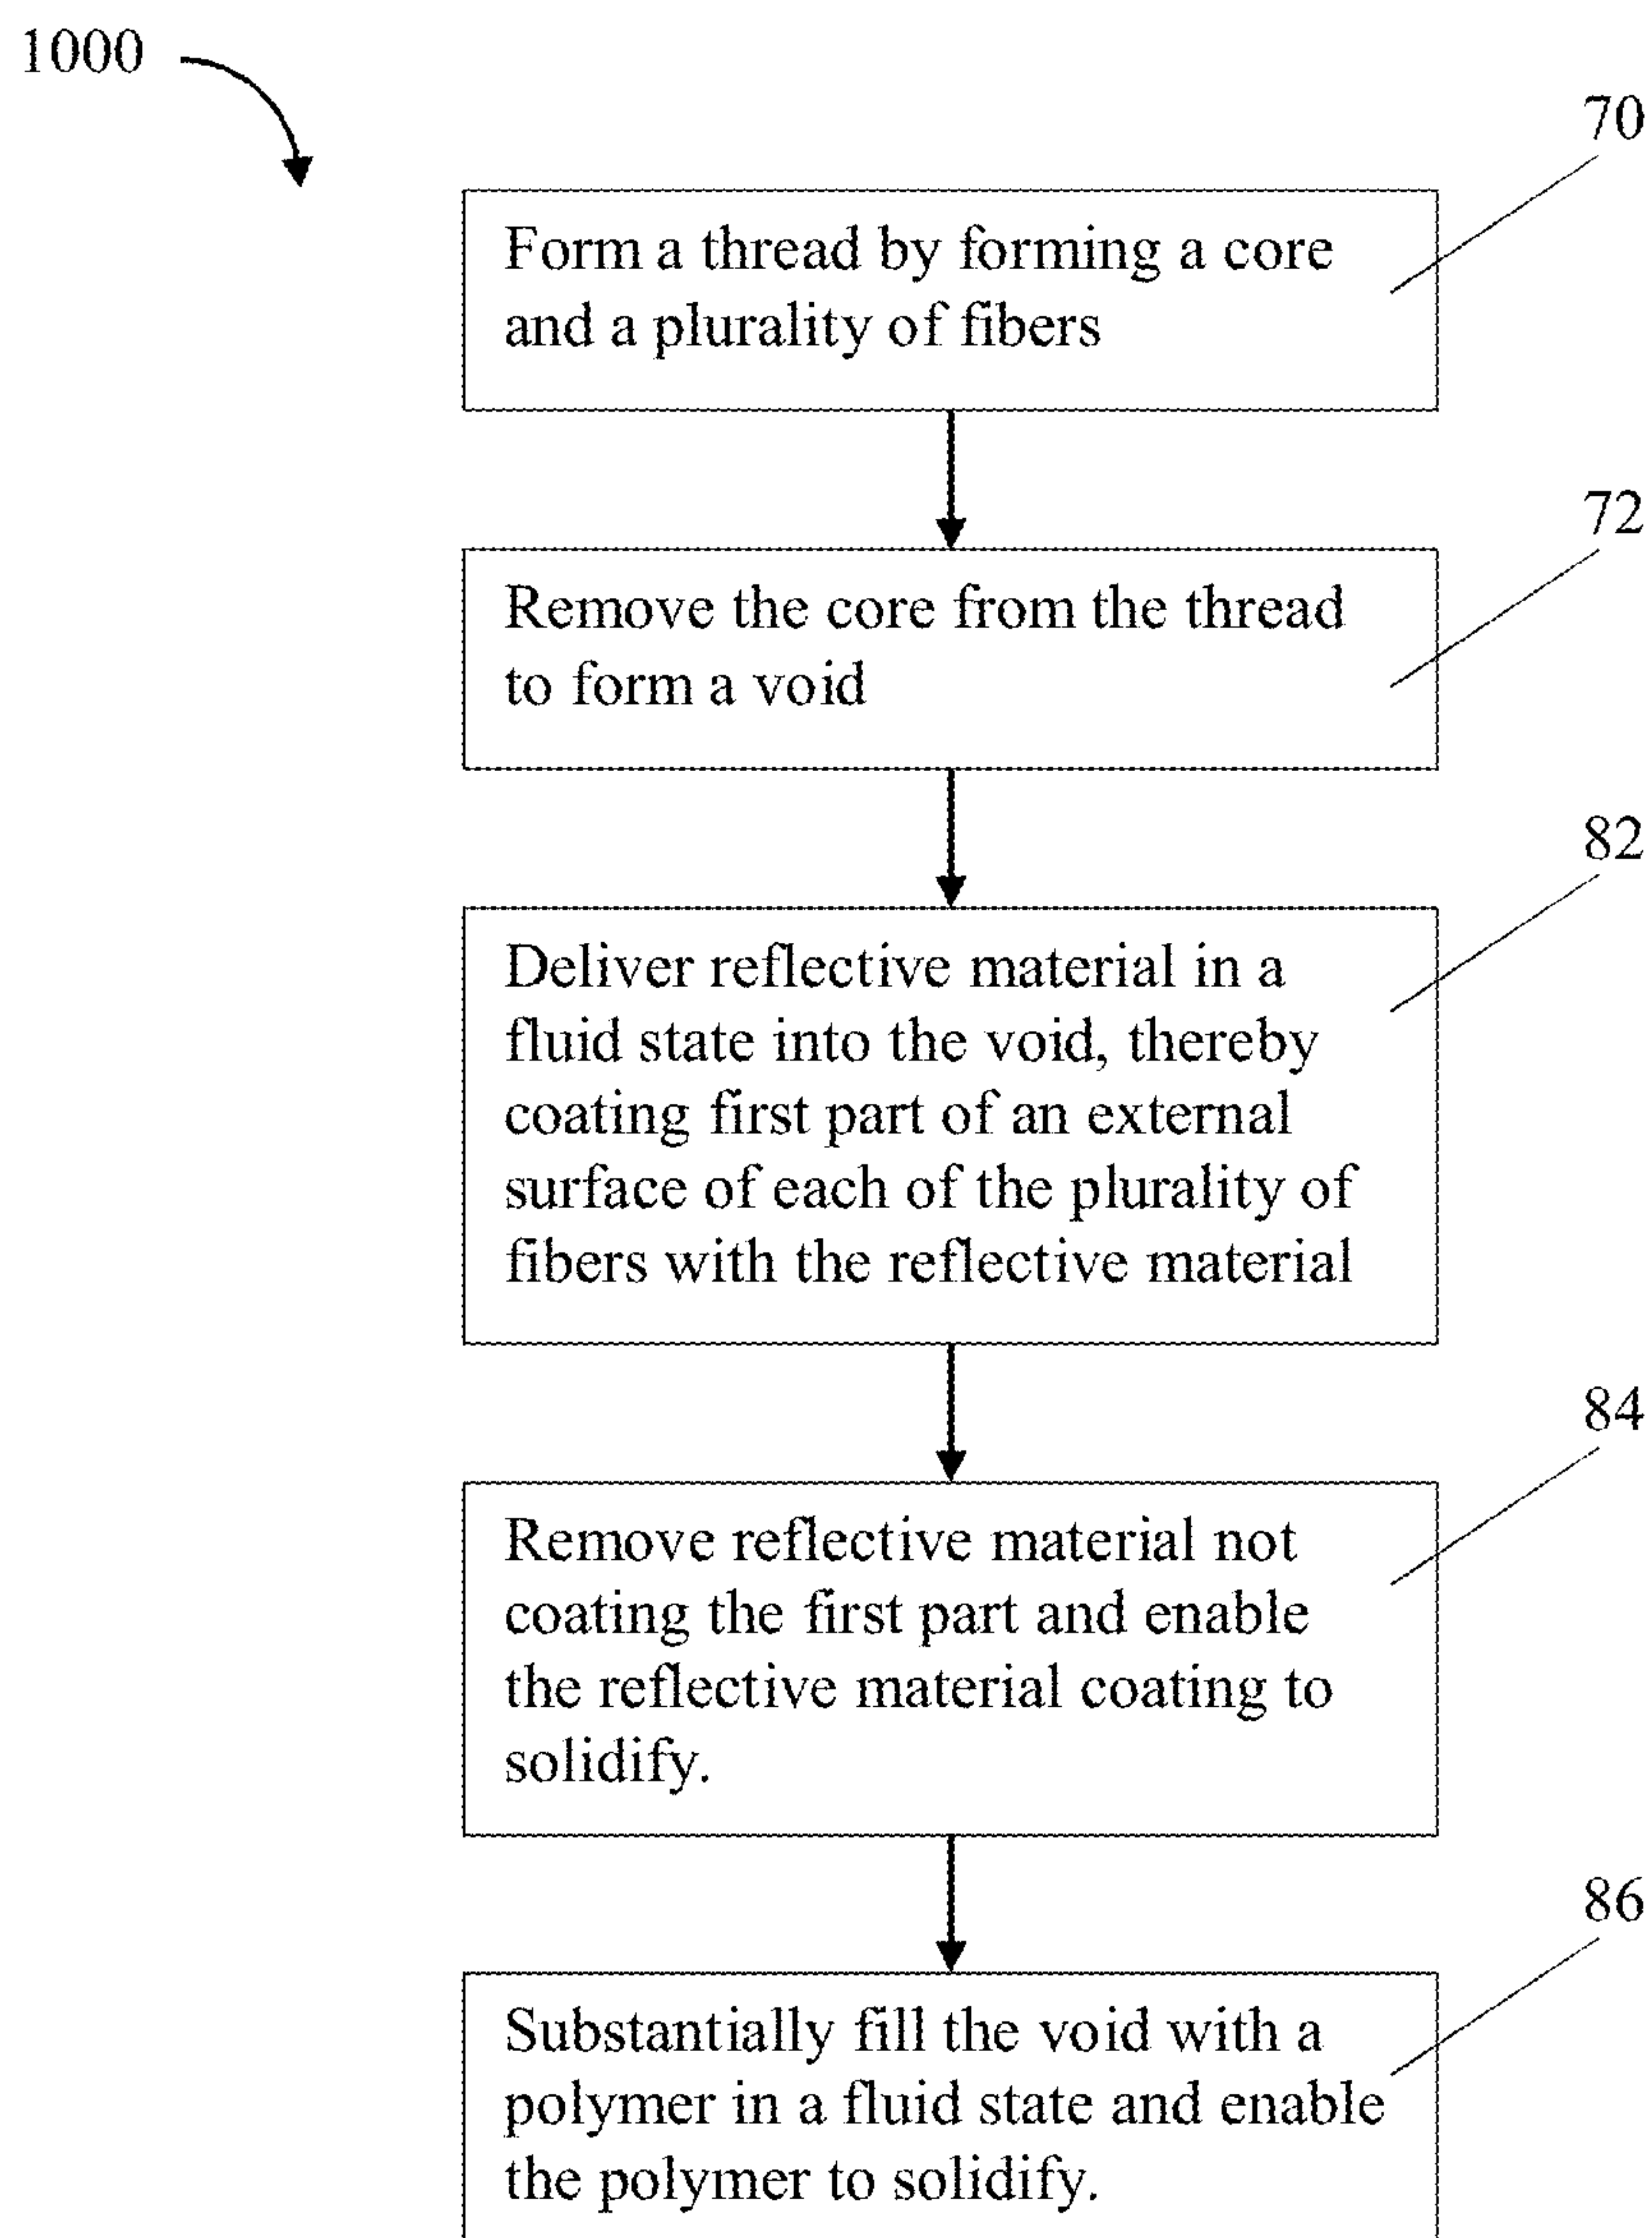 1000
70
Form a thread by forming a core
and a plurality of fibers
72
Remove the core from the thread
to form a void
82
Deliver reflective material in a
fluid state into the void, thereby
coating first part of an external
surface of each of the plurality of
fibers with the reflective material
84
Remove reflective material not
coating the first part and enable
the reflective material coating to
solidify.
86
Substantially fill the void with a
polymer in a fluid state and enable
the polymer to solidify.